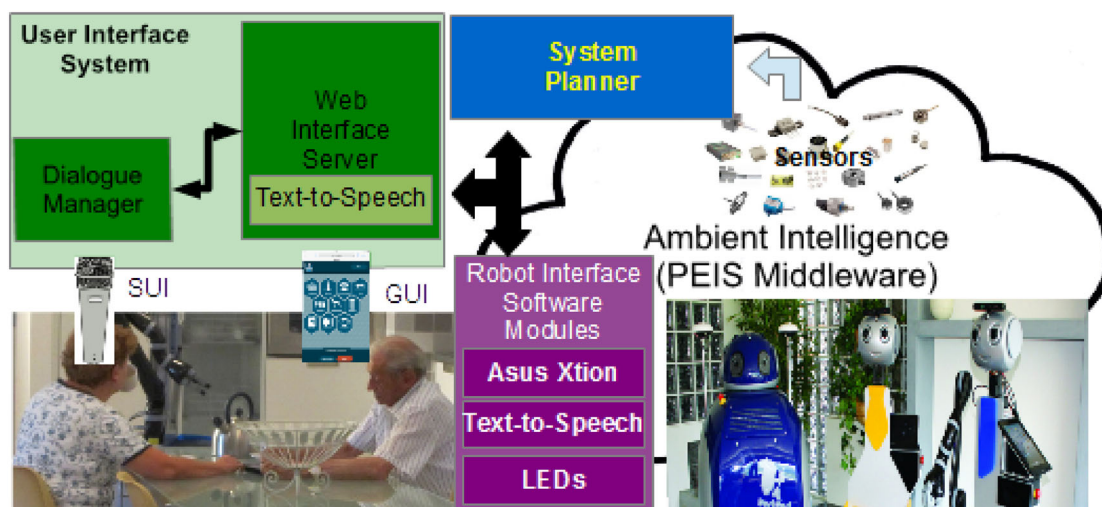 User Interface
System
Web
Interface
Server
Text-to-Speech
Dialogue
Manager
SUI
GUI
System
Planner
Sensors
Ambient Intelligence
(PEIS Middleware)
Robot Interface
Software
Modules
Asus Xtion
Text-to-Speech
LEDs